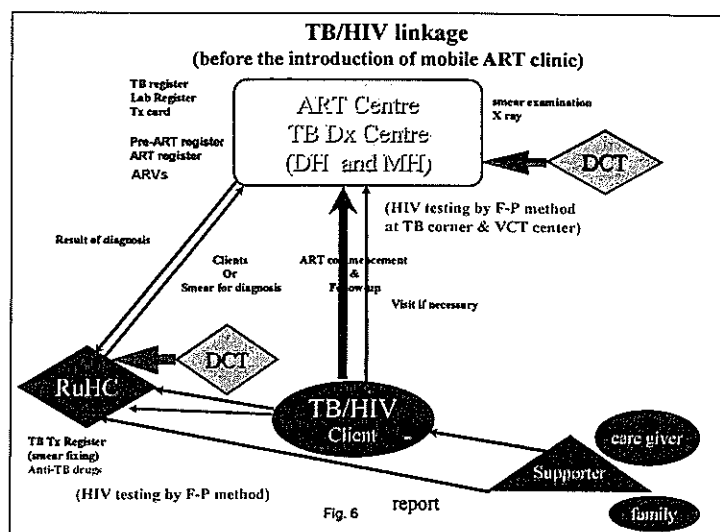 TB/HIV linkage
(before the introduction of mobile ART clinic)
TB register
Lab Register
Tx card
Pre-ART register
ART register
ARVs
ART Centre
TB Dx Centre
(DH and MH)
smear examination
X ray
DCT
(HIV testing by F-P method
at TB corner & VCT center)
Result of diagnosis
Clients
Or
Smear for diagnosis
ART commencement
&
Follow-up
Visit if necessary
DCT
RuHC
TB/HIV
Client
care giver
Supporter
family
TB Tx Register
(smear fixing)
Anti-TB drugs
(HIV testing by F-P method)
report
Fig. 6